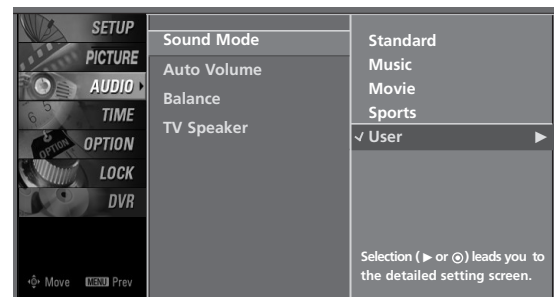 SETUP
PICTURE
AUDIO
TIME
OPTION
LOCK
DVR
Move MENU Prev
Sound Mode
Auto Volume
Balance
TV Speaker
Standard
Music
Movie
Sports
✓ User ▶
Selection ( ▶ or ◉ ) leads you to
the detailed setting screen.